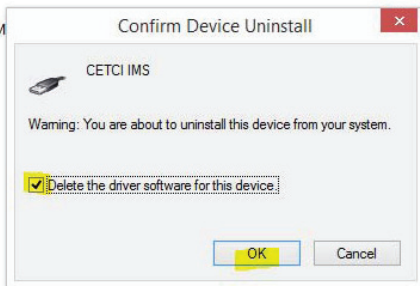 Confirm Device Uninstall
CETCI IMS
Warning: You are about to uninstall this device from your system.
Delete the driver software for this device.
OK
Cancel